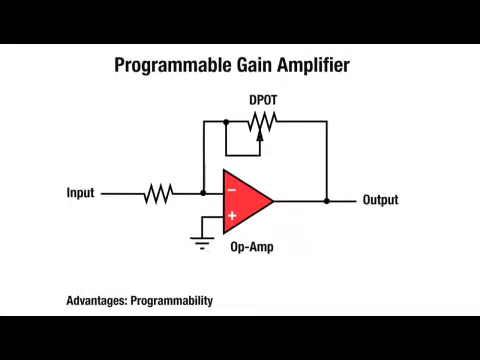 Programmable Gain Amplifier
DPOT
Input
−
+
Output
Op-Amp
Advantages: Programmability